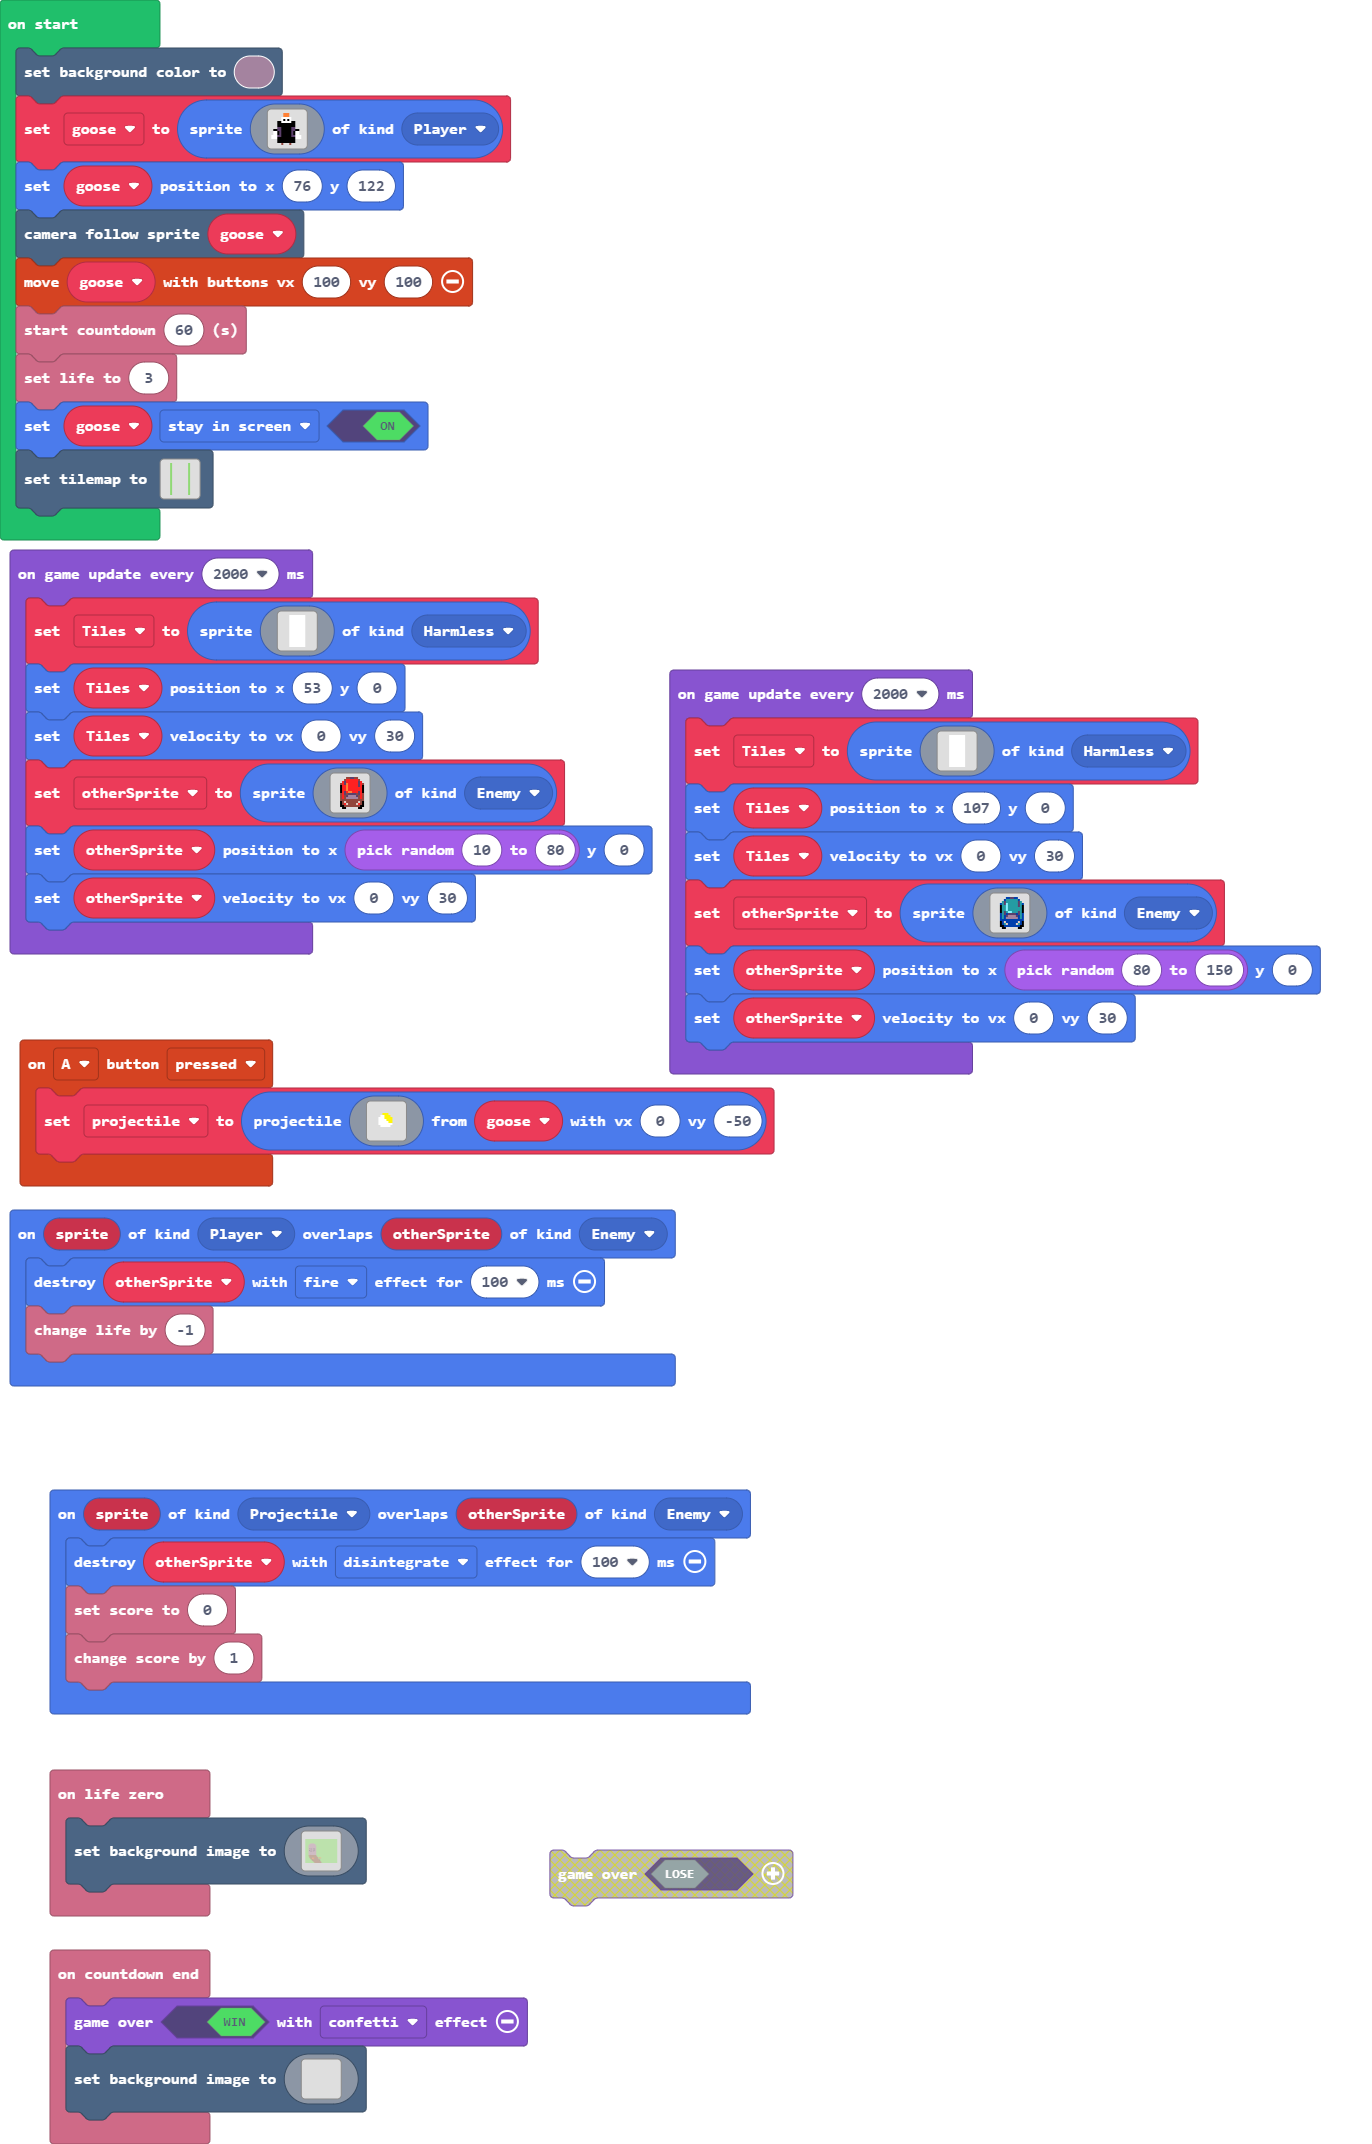 on start
set background color to
set goose to sprite of kind Player
set goose position to x 76 y 122
camera follow sprite goose
move goose with buttons vx 100 vy 100
start countdown 60 (s)
set life to 3
set goose stay in screen ON
set tilemap to
on game update every 2000 ms
set Tiles to sprite of kind Harmless
set Tiles position to x 53 y 0
set Tiles velocity to vx 0 vy 30
set otherSprite to sprite of kind Enemy
set otherSprite position to x pick random 10 to 80 y 0
set otherSprite velocity to vx 0 vy 30
on game update every 2000 ms
set Tiles to sprite of kind Harmless
set Tiles position to x 107 y 0
set Tiles velocity to vx 0 vy 30
set otherSprite to sprite of kind Enemy
set otherSprite position to x pick random 80 to 150 y 0
set otherSprite velocity to vx 0 vy 30
on A button pressed
set projectile to projectile from goose with vx 0 vy -50
on sprite of kind Player overlaps otherSprite of kind Enemy
destroy otherSprite with fire effect for 100 ms
change life by -1
on sprite of kind Projectile overlaps otherSprite of kind Enemy
destroy otherSprite with disintegrate effect for 100 ms
set score to 0
change score by 1
on life zero
set background image to
game over LOSE
on countdown end
game over WIN with confetti effect
set background image to